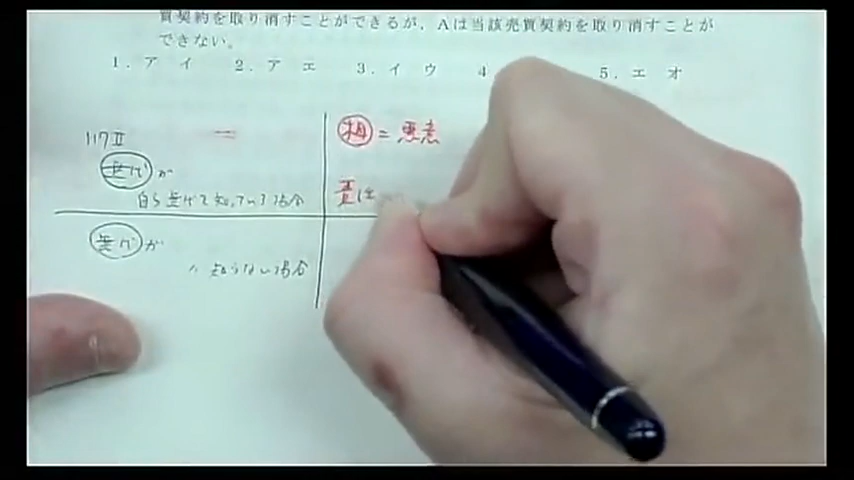 買契約を取り消すことができるが，Aは当該売買契約を取り消すことが
できない。
1．ア イ 2．ア エ 3．イ ウ 4 5．エ オ
117Ⅱ
無代が
自ら無代を知っている場合
無代が
〃 知らない場合
相 = 悪意
責は